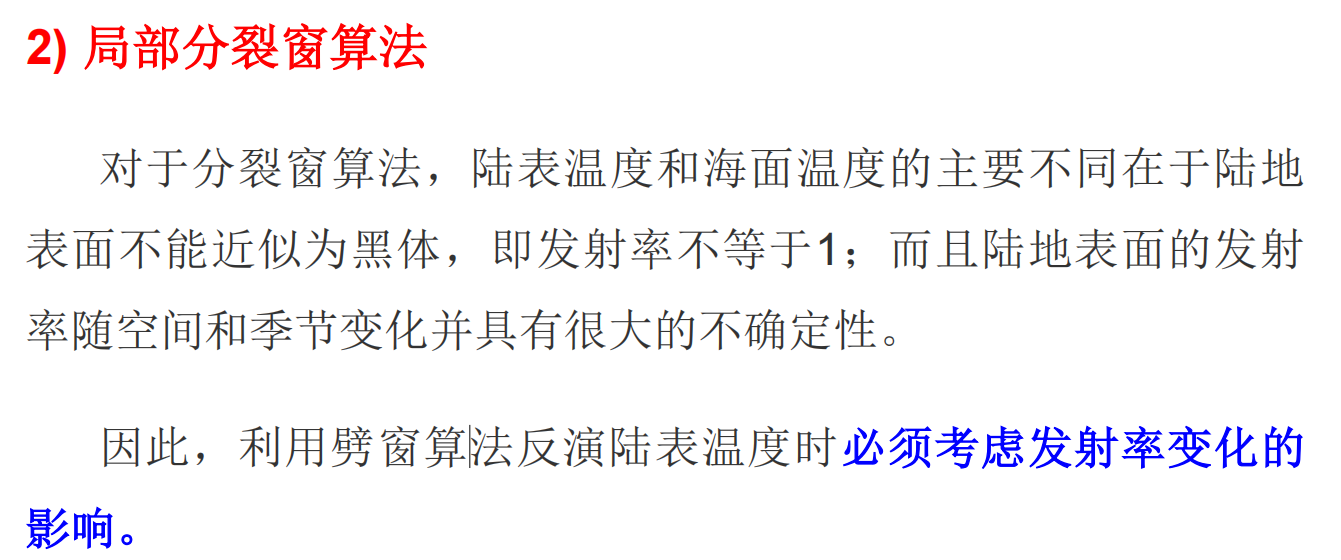 2) 局部分裂窗算法
对于分裂窗算法，陆表温度和海面温度的主要不同在于陆地
表面不能近似为黑体，即发射率不等于1；而且陆地表面的发射
率随空间和季节变化并具有很大的不确定性。
因此，利用劈窗算法反演陆表温度时必须考虑发射率变化的
影响。